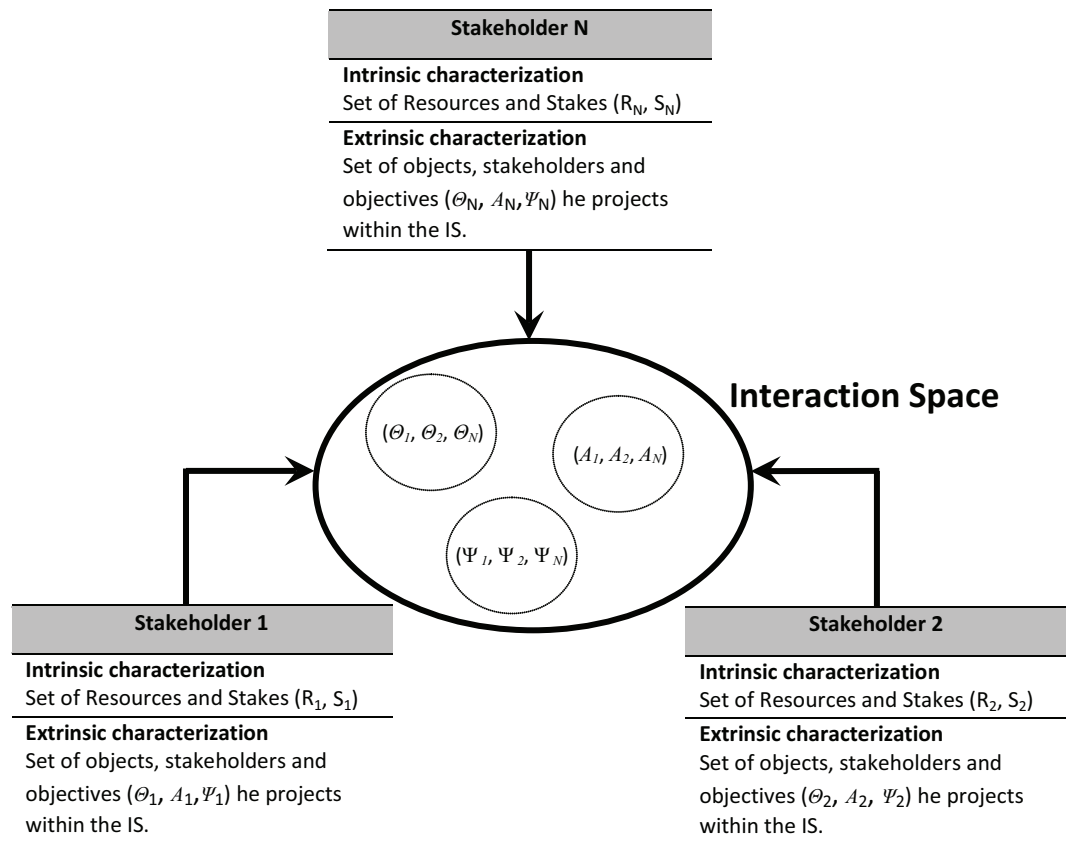 Stakeholder N
Intrinsic characterization
Set of Resources and Stakes (R_N, S_N)
Extrinsic characterization
Set of objects, stakeholders and
objectives (Θ_N, A_N,Ψ_N) he projects
within the IS.
Interaction Space
(Θ_1, Θ_2, Θ_N)
(A_1, A_2, A_N)
(Ψ_1, Ψ_2, Ψ_N)
Stakeholder 1
Intrinsic characterization
Set of Resources and Stakes (R_1, S_1)
Extrinsic characterization
Set of objects, stakeholders and
objectives (Θ_1, A_1,Ψ_1) he projects
within the IS.
Stakeholder 2
Intrinsic characterization
Set of Resources and Stakes (R_2, S_2)
Extrinsic characterization
Set of objects, stakeholders and
objectives (Θ_2, A_2, Ψ_2) he projects
within the IS.